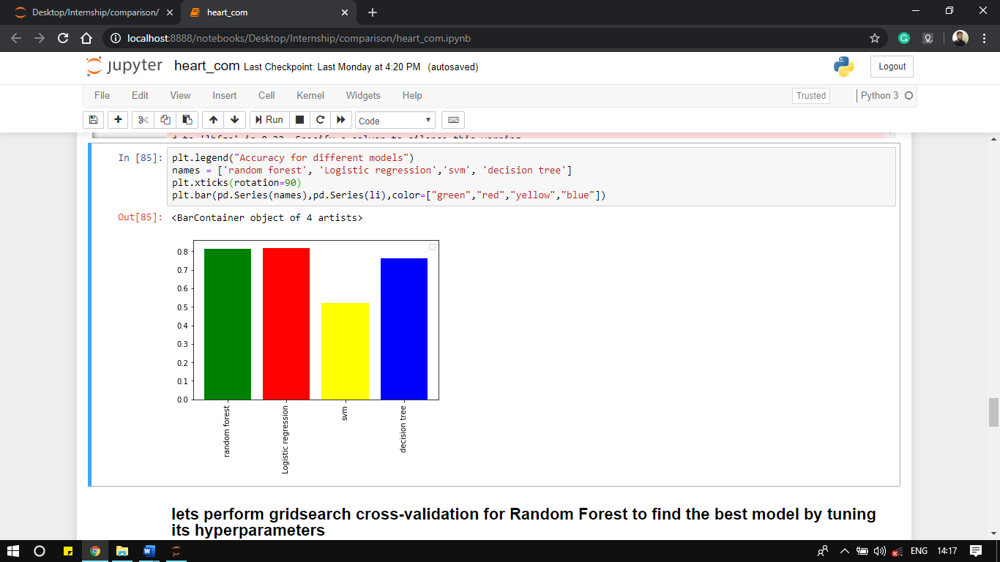 Desktop/Internship/comparison/
heart_com
localhost:8888/notebooks/Desktop/Internship/comparison/heart_com.ipynb
jupyter heart_com Last Checkpoint: Last Monday at 4:20 PM (autosaved)
Logout
File Edit View Insert Cell Kernel Widgets Help
Trusted
Python 3
Run
Code
In [85]:
plt.legend("Accuracy for different models")
names = ['random forest', 'Logistic regression','svm', 'decision tree']
plt.xticks(rotation=90)
plt.bar(pd.Series(names),pd.Series(li),color=["green","red","yellow","blue"])
Out[85]: <BarContainer object of 4 artists>
0.8
0.7
0.6
0.5
0.4
0.3
0.2
0.1
0.0
random forest
Logistic regression
svm
decision tree
lets perform gridsearch cross-validation for Random Forest to find the best model by tuning
its hyperparameters
ENG 14:17